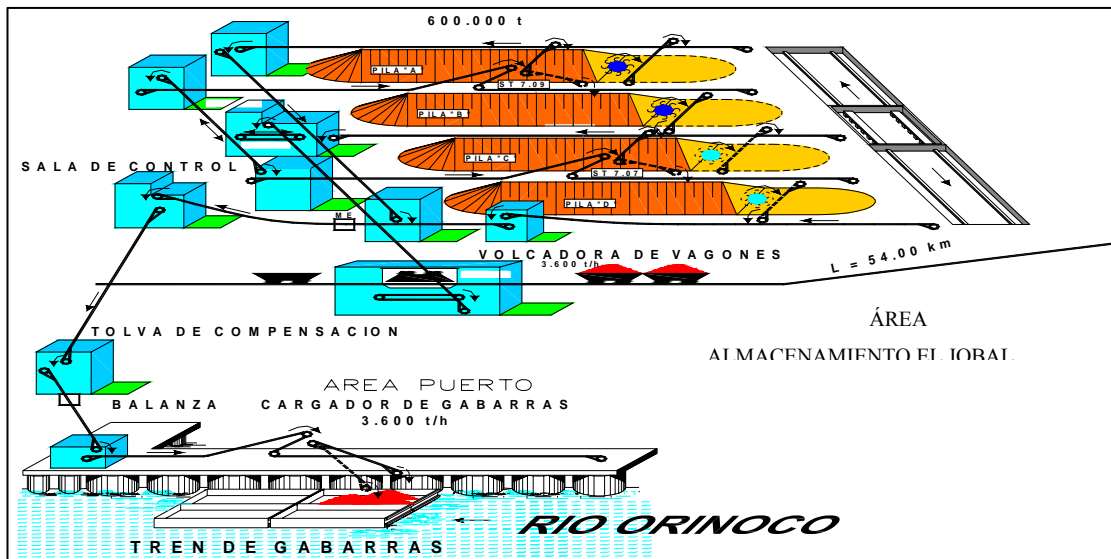 600.000 t
PILA "A
ST 7.09
PILA "B"
PILA "C"
SALA DE CONTROL
ST 7.07
PILA "D"
ME
VOLCADORA DE VAGONES
3.600 t/h
L = 54.00 km
TOLVA DE COMPENSACION
ÁREA
ALMACENAMIENTO EL JOBAL
AREA PUERTO
BALANZA
CARGADOR DE GABARRAS
3.600 t/h
RIO ORINOCO
TREN DE GABARRAS